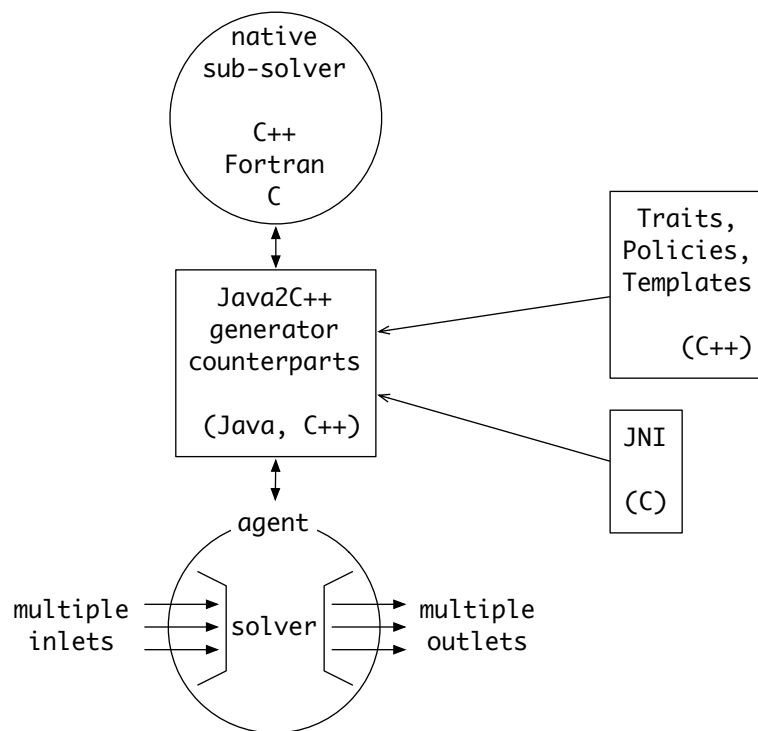 native
sub-solver
C++
Fortran
C
Traits,
Policies,
Templates
(C++)
Java2C++
generator
counterparts
(Java, C++)
JNI
(C)
agent
multiple
inlets
solver
multiple
outlets